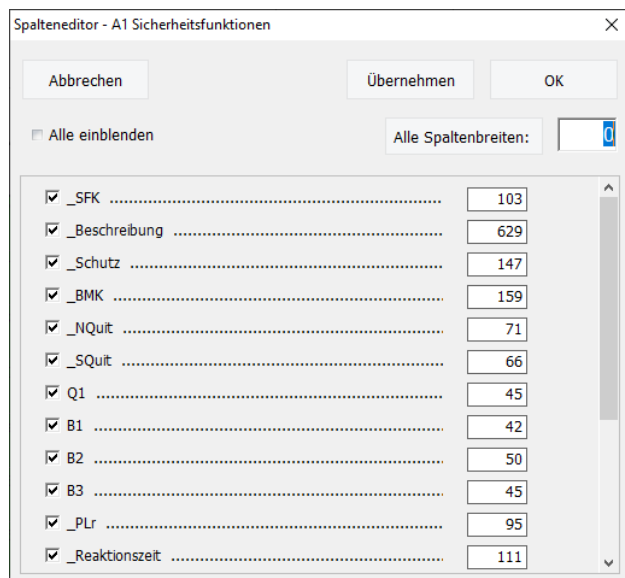 Spalteneditor - A1 Sicherheitsfunktionen
Abbrechen Übernehmen OK
Alle einblenden Alle Spaltenbreiten: 0
_SFK ........................................ 103
_Beschreibung ........................................ 629
_Schutz ........................................ 147
_BMK ........................................ 159
_NQuit ........................................ 71
_SQuit ........................................ 66
Q1 ........................................ 45
B1 ........................................ 42
B2 ........................................ 50
B3 ........................................ 45
_PLr ........................................ 95
_Reaktionszeit ........................................ 111